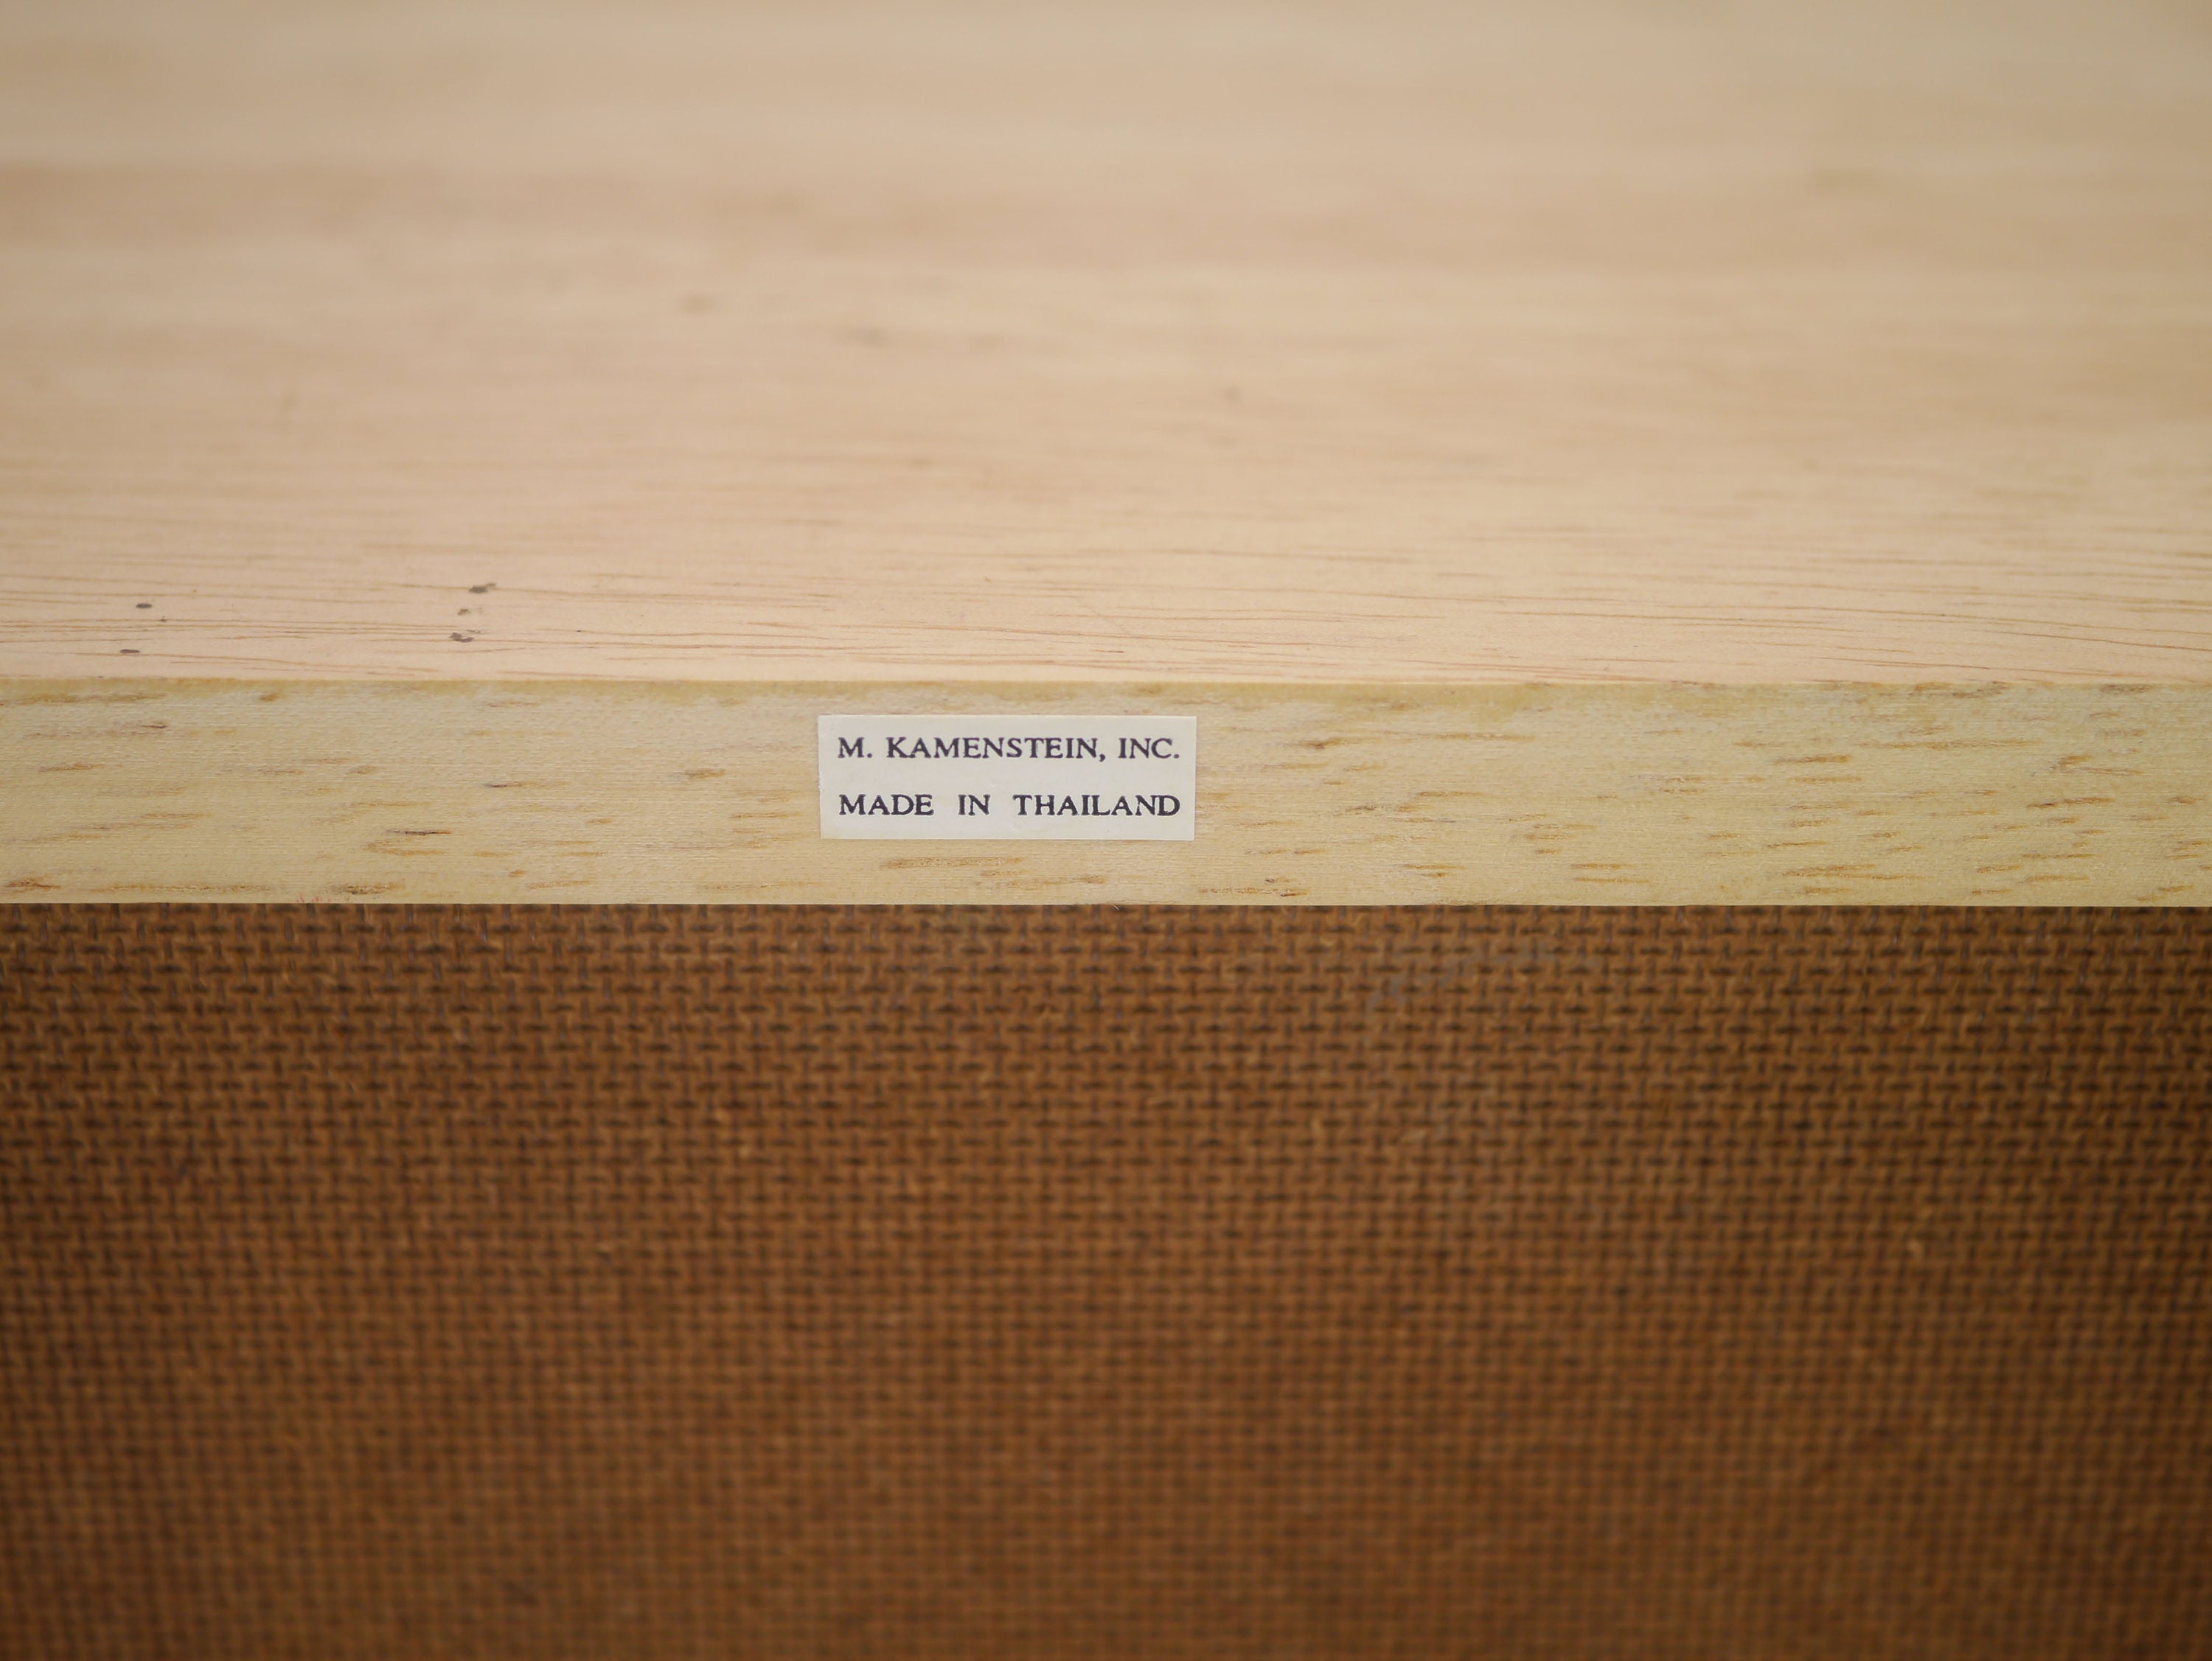 M. KAMENSTEIN, INC.
MADE IN THAILAND